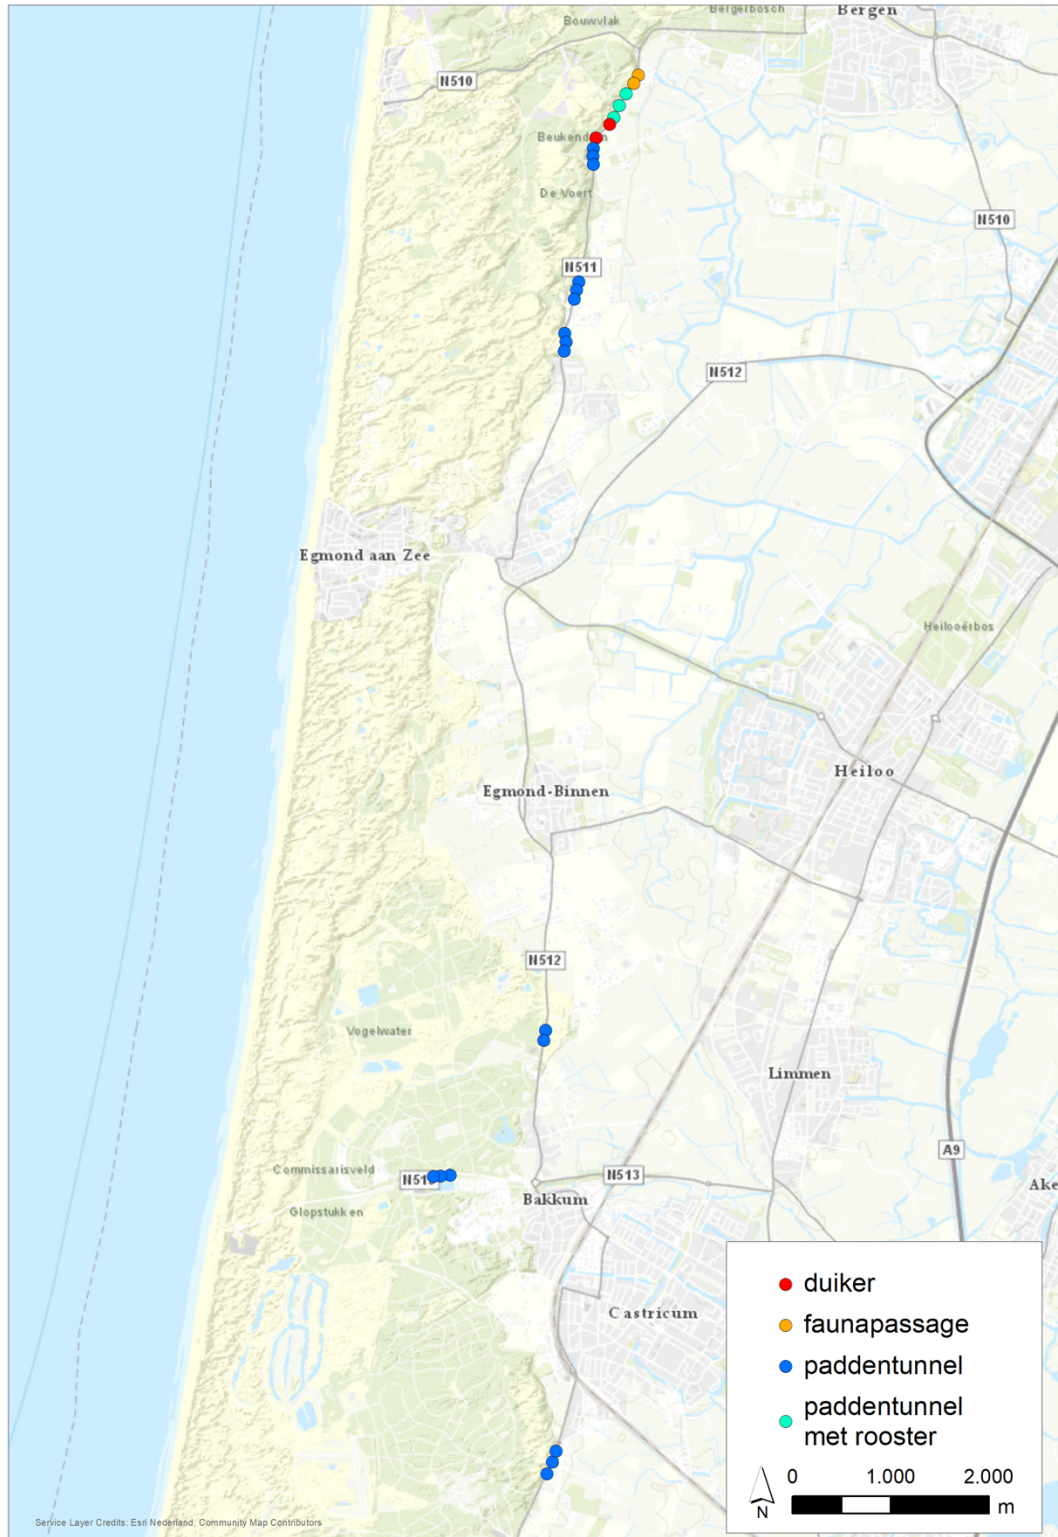 Bouwvlak
Bergerbosch
Bergen
N510
N510
De Voert
N511
N512
Egmond aan Zee
Heilooërbos
Heiloo
Egmond-Binnen
N512
Vogelwater
Limmen
A9
Commissarisveld
N513
Bakkum
Glopstukken
Castricum
duiker
faunapassage
paddentunnel
paddentunnel
met rooster
0 1.000 2.000
m
N
Service Layer Credits: Esri Nederland, Community Map Contributors